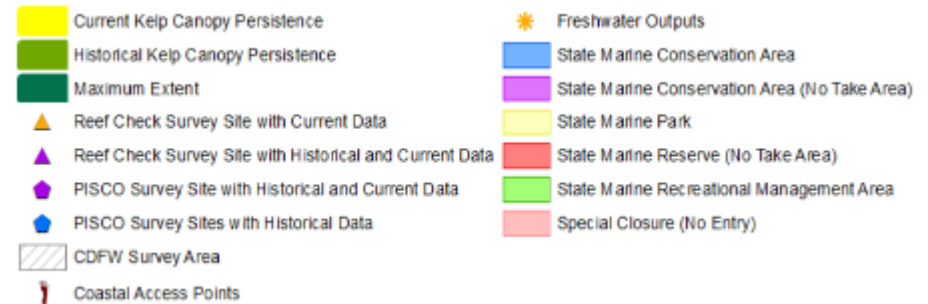 Current Kelp Canopy Persistence
Historical Kelp Canopy Persistence
Maximum Extent
Reef Check Survey Site with Current Data
Reef Check Survey Site with Historical and Current Data
PISCO Survey Site with Historical and Current Data
PISCO Survey Sites with Historical Data
CDFW Survey Area
Coastal Access Points
Freshwater Outputs
State Marine Conservation Area
State Marine Conservation Area (No Take Area)
State Marine Park
State Marine Reserve (No Take Area)
State Marine Recreational Management Area
Special Closure (No Entry)